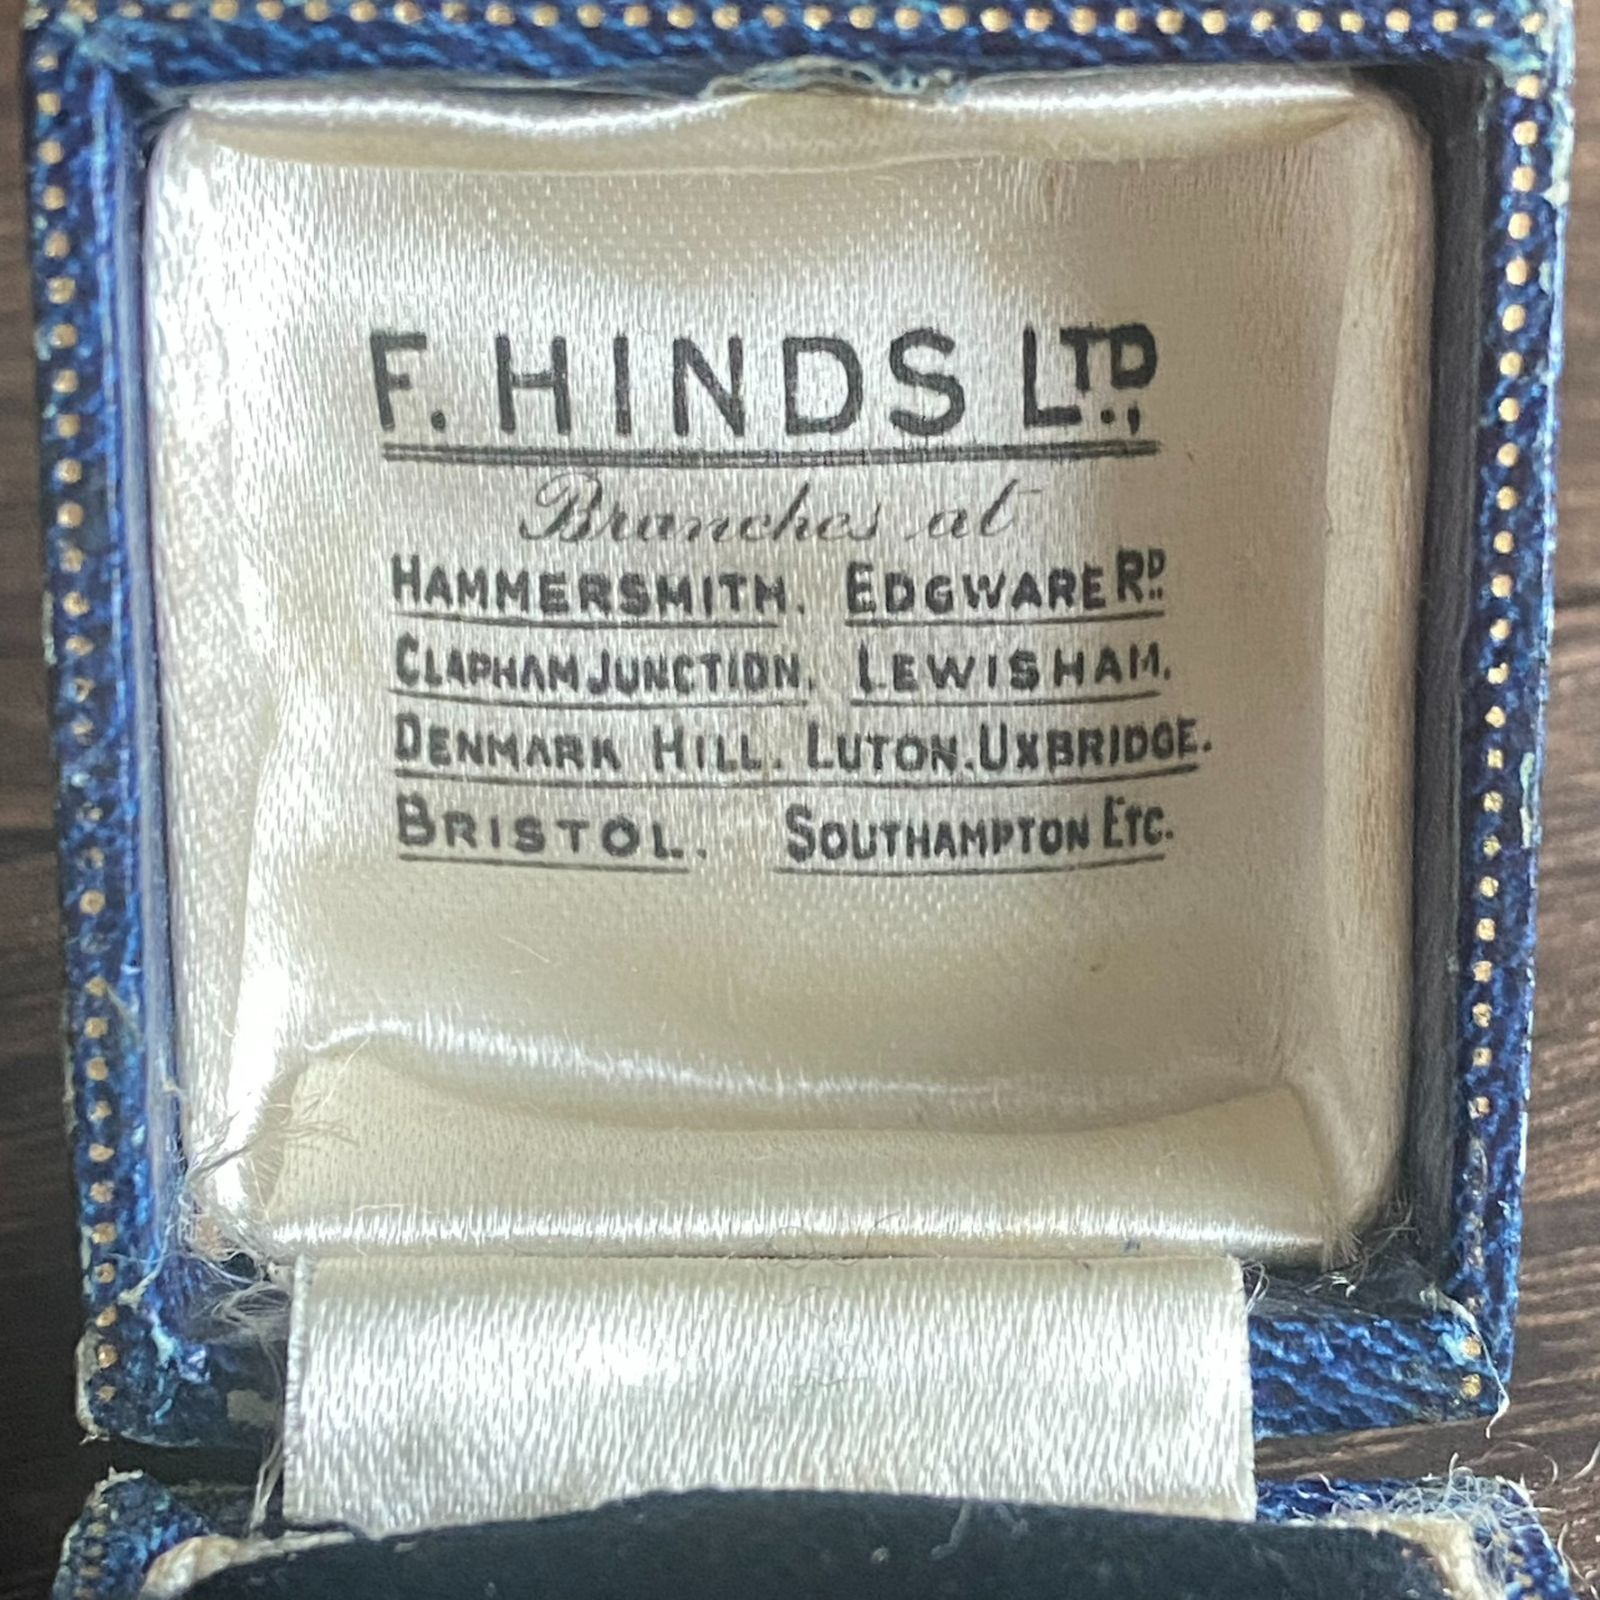 F. HINDS LTD.,
Branches at
HAMMERSMITH. EDGWARE RD.
CLAPHAM JUNCTION. LEWISHAM.
DENMARK HILL. LUTON. UXBRIDGE.
BRISTOL. SOUTHAMPTON ETC.